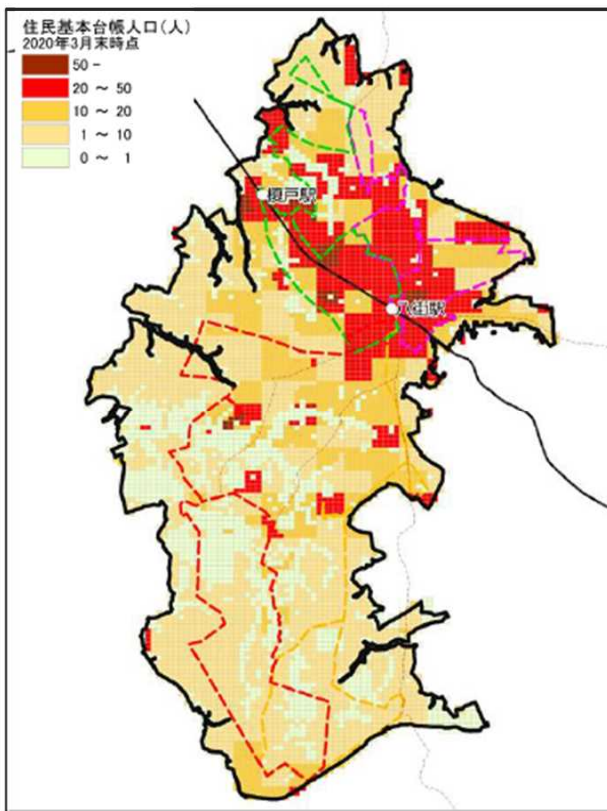 住民基本台帳人口(人)
2020年3月末時点
50 -
20 ～ 50
10 ～ 20
1 ～ 10
0 ～ 1
榎戸駅
八街駅